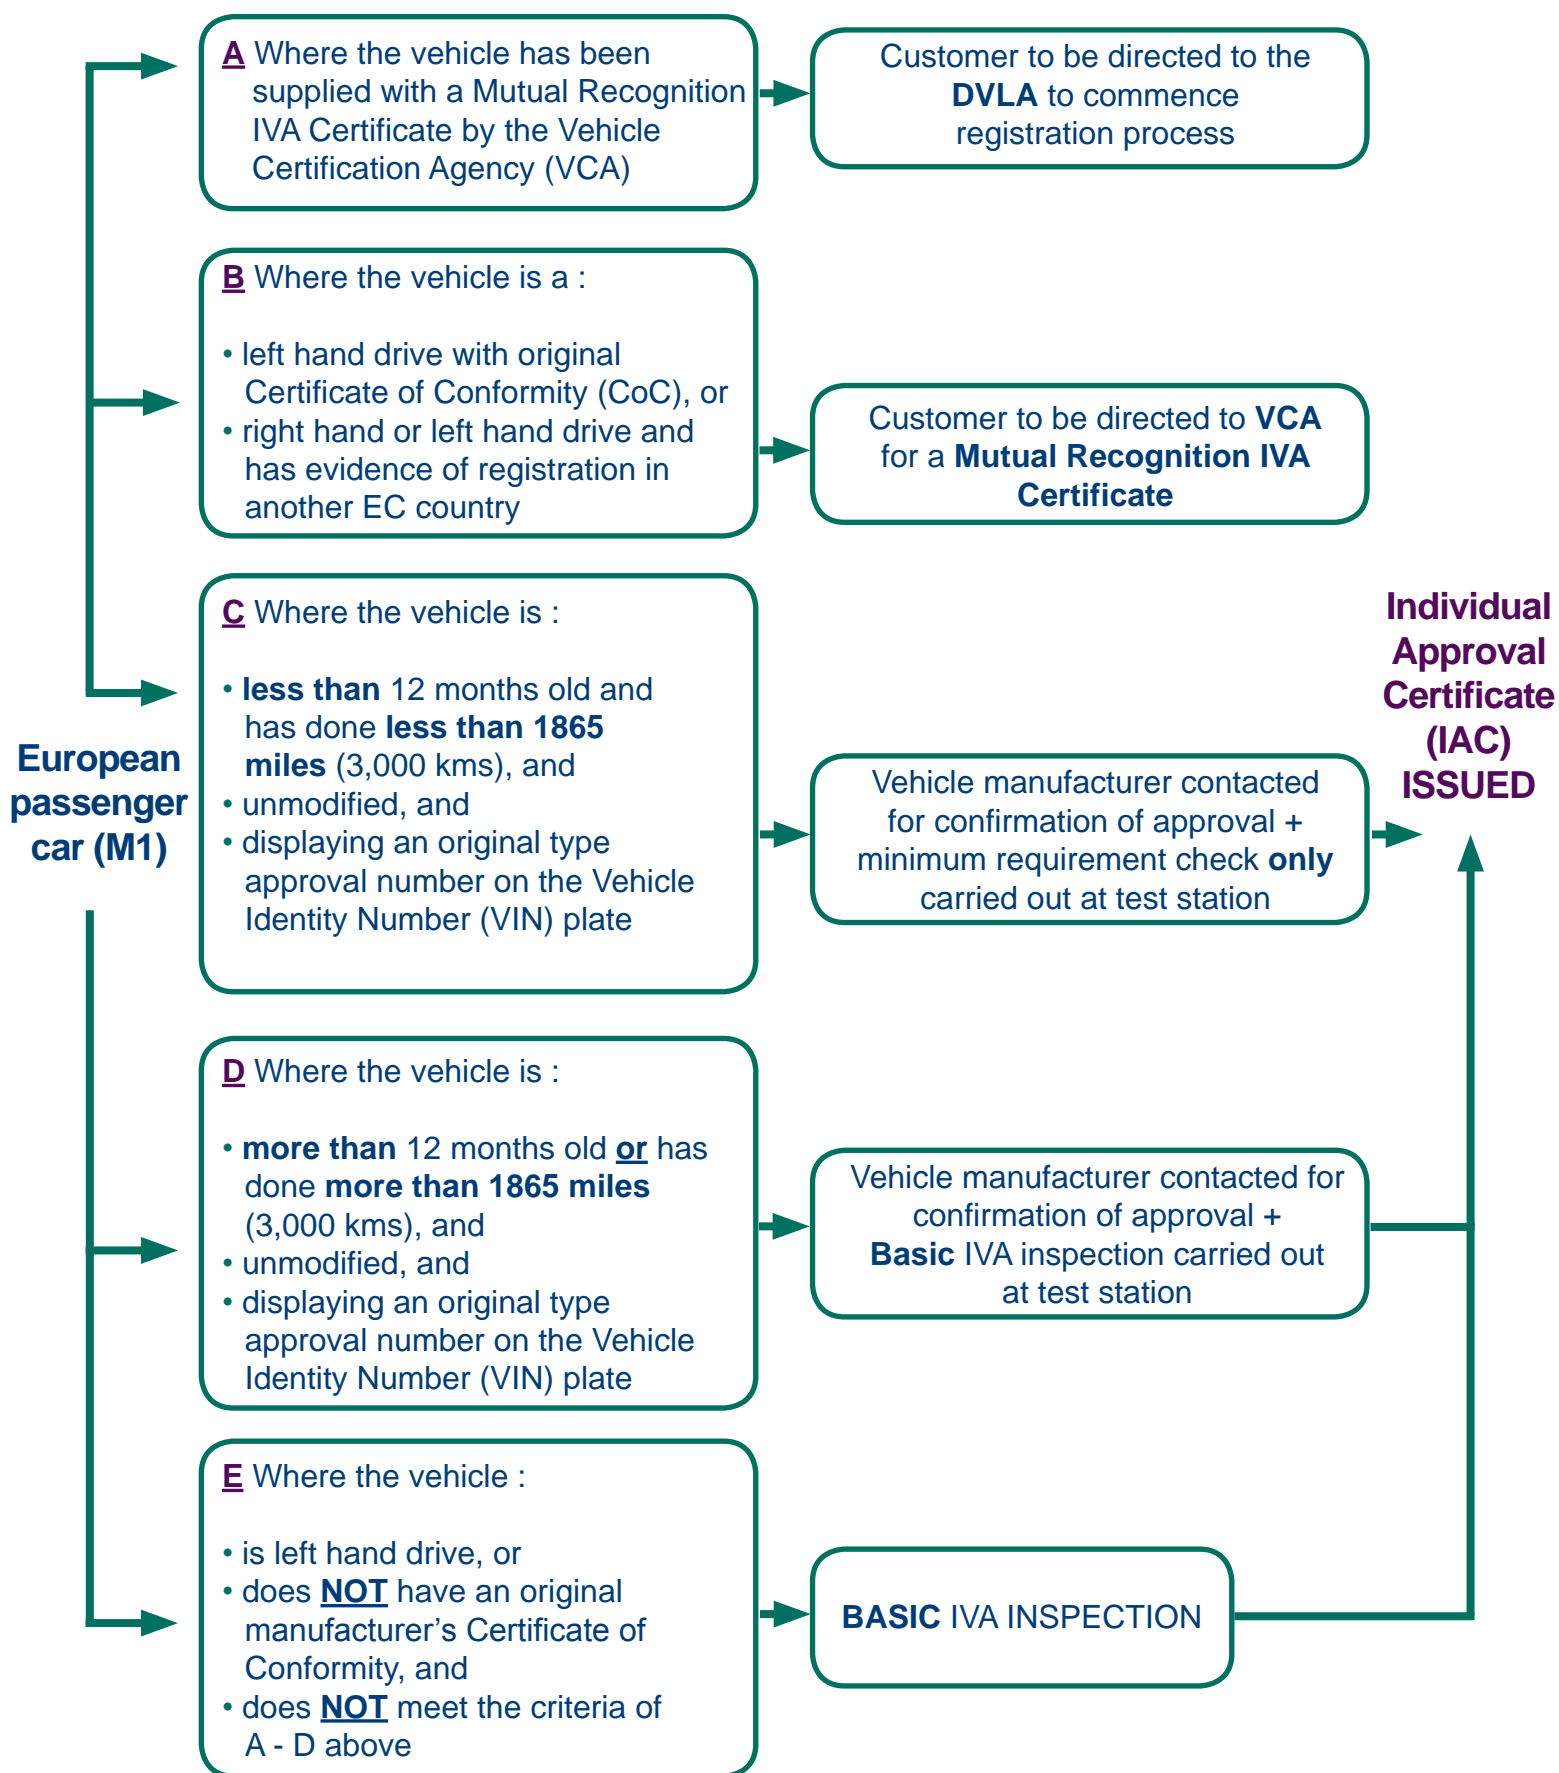 European
passenger
car (M1)
A Where the vehicle has been
supplied with a Mutual Recognition
IVA Certificate by the Vehicle
Certification Agency (VCA)
Customer to be directed to the
DVLA to commence
registration process
B Where the vehicle is a :
• left hand drive with original
Certificate of Conformity (CoC), or
• right hand or left hand drive and
has evidence of registration in
another EC country
Customer to be directed to VCA
for a Mutual Recognition IVA
Certificate
C Where the vehicle is :
• less than 12 months old and
has done less than 1865
miles (3,000 kms), and
• unmodified, and
• displaying an original type
approval number on the Vehicle
Identity Number (VIN) plate
Vehicle manufacturer contacted
for confirmation of approval +
minimum requirement check only
carried out at test station
D Where the vehicle is :
• more than 12 months old or has
done more than 1865 miles
(3,000 kms), and
• unmodified, and
• displaying an original type
approval number on the Vehicle
Identity Number (VIN) plate
Vehicle manufacturer contacted for
confirmation of approval +
Basic IVA inspection carried out
at test station
E Where the vehicle :
• is left hand drive, or
• does NOT have an original
manufacturer’s Certificate of
Conformity, and
• does NOT meet the criteria of
A - D above
BASIC IVA INSPECTION
Individual
Approval
Certificate
(IAC)
ISSUED